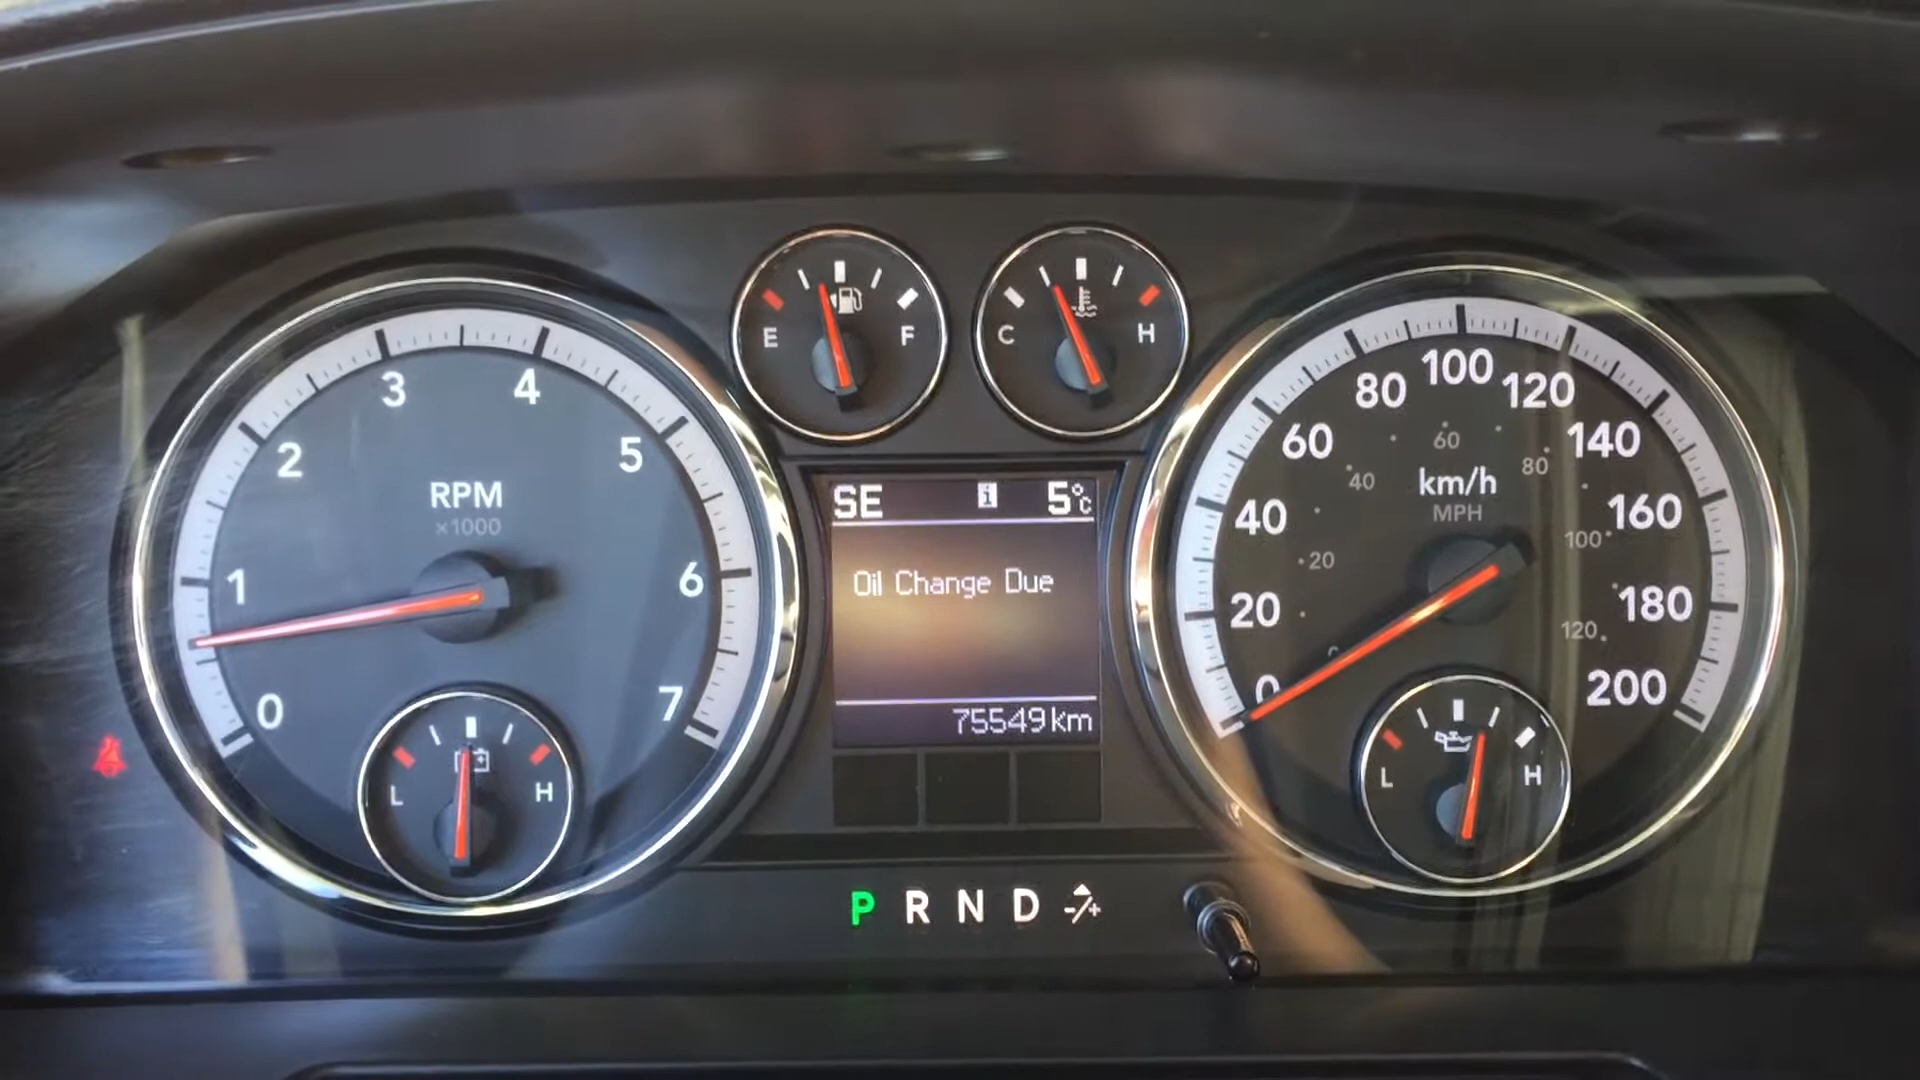 E F
C H
0 1 2 3 4 5 6 7
RPM
×1000
L H
SE i 5°C
Oil Change Due
75549 km
0 20 40 60 80 100 120 140 160 180 200
km/h
MPH
0 20 40 60 80 100 120
L H
P R N D -/+